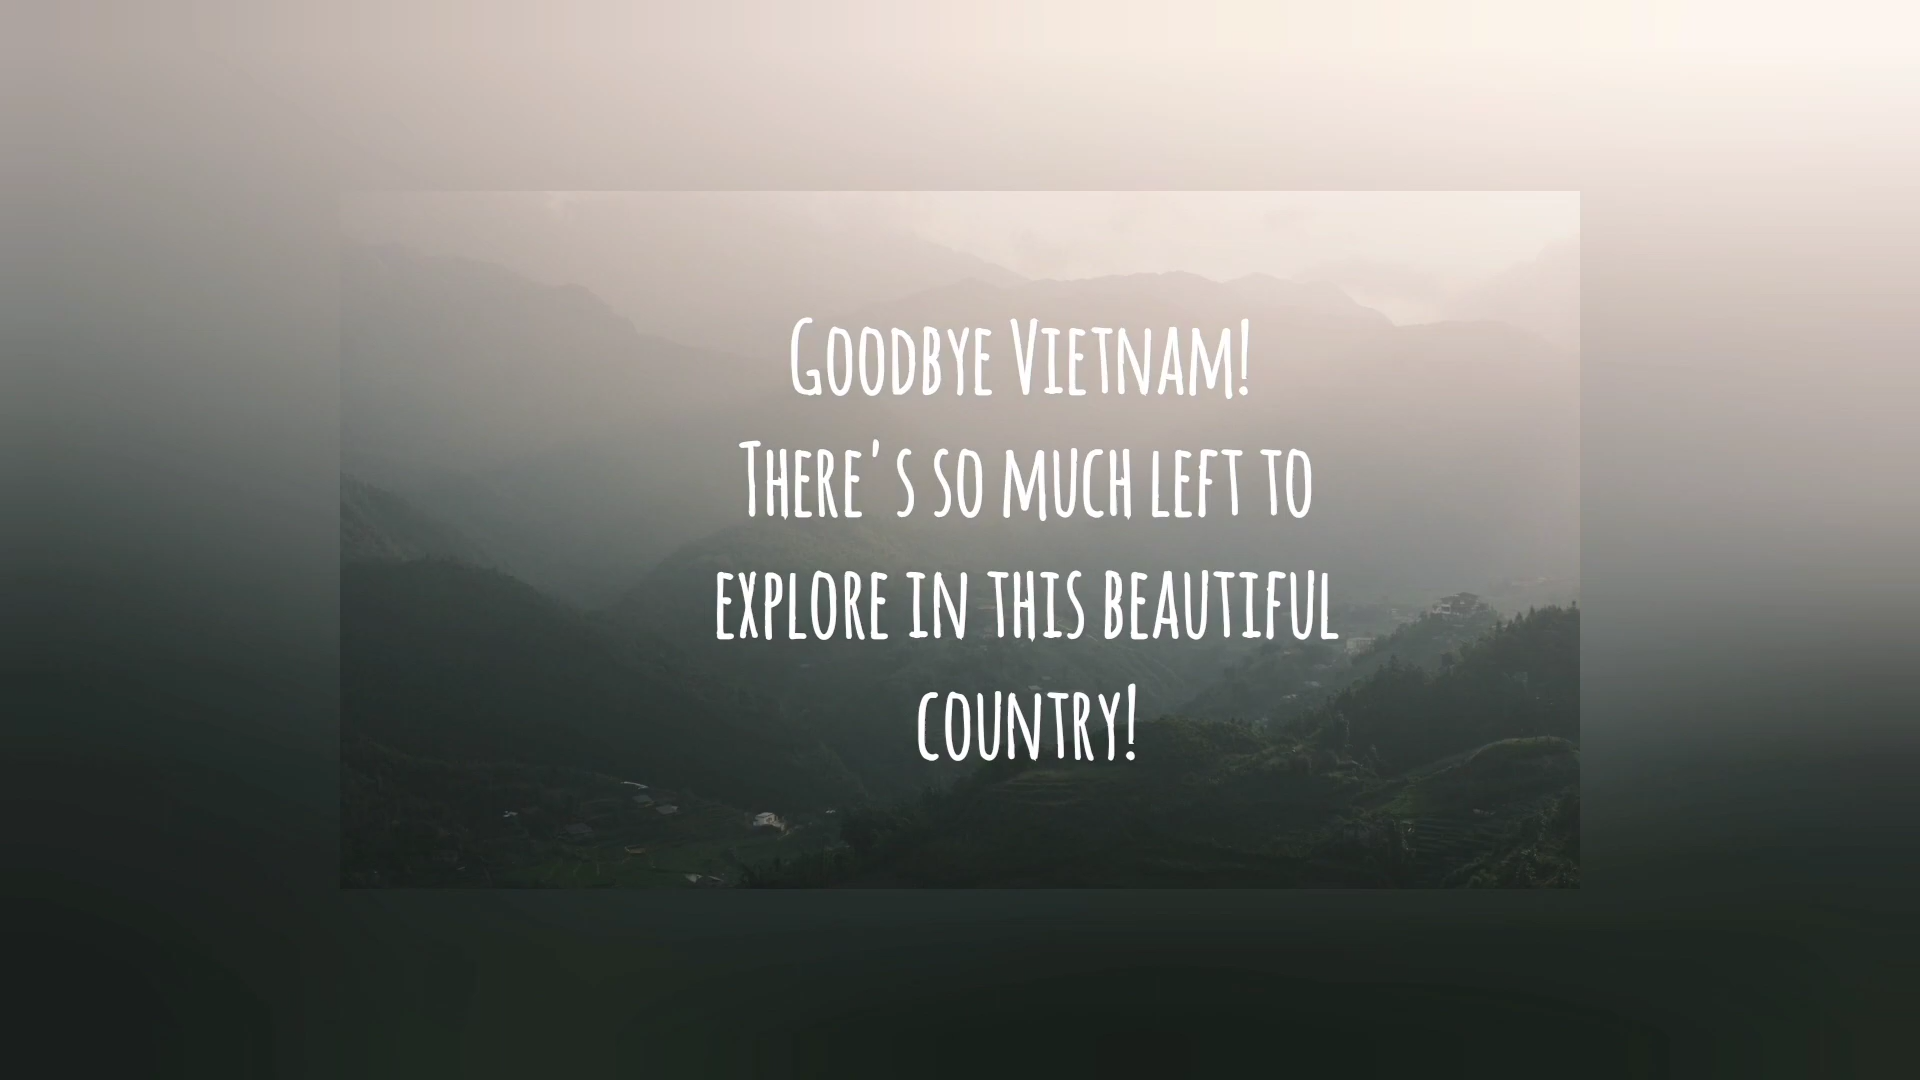 Goodbye Vietnam!
There's so much left to
explore in this beautiful
country!